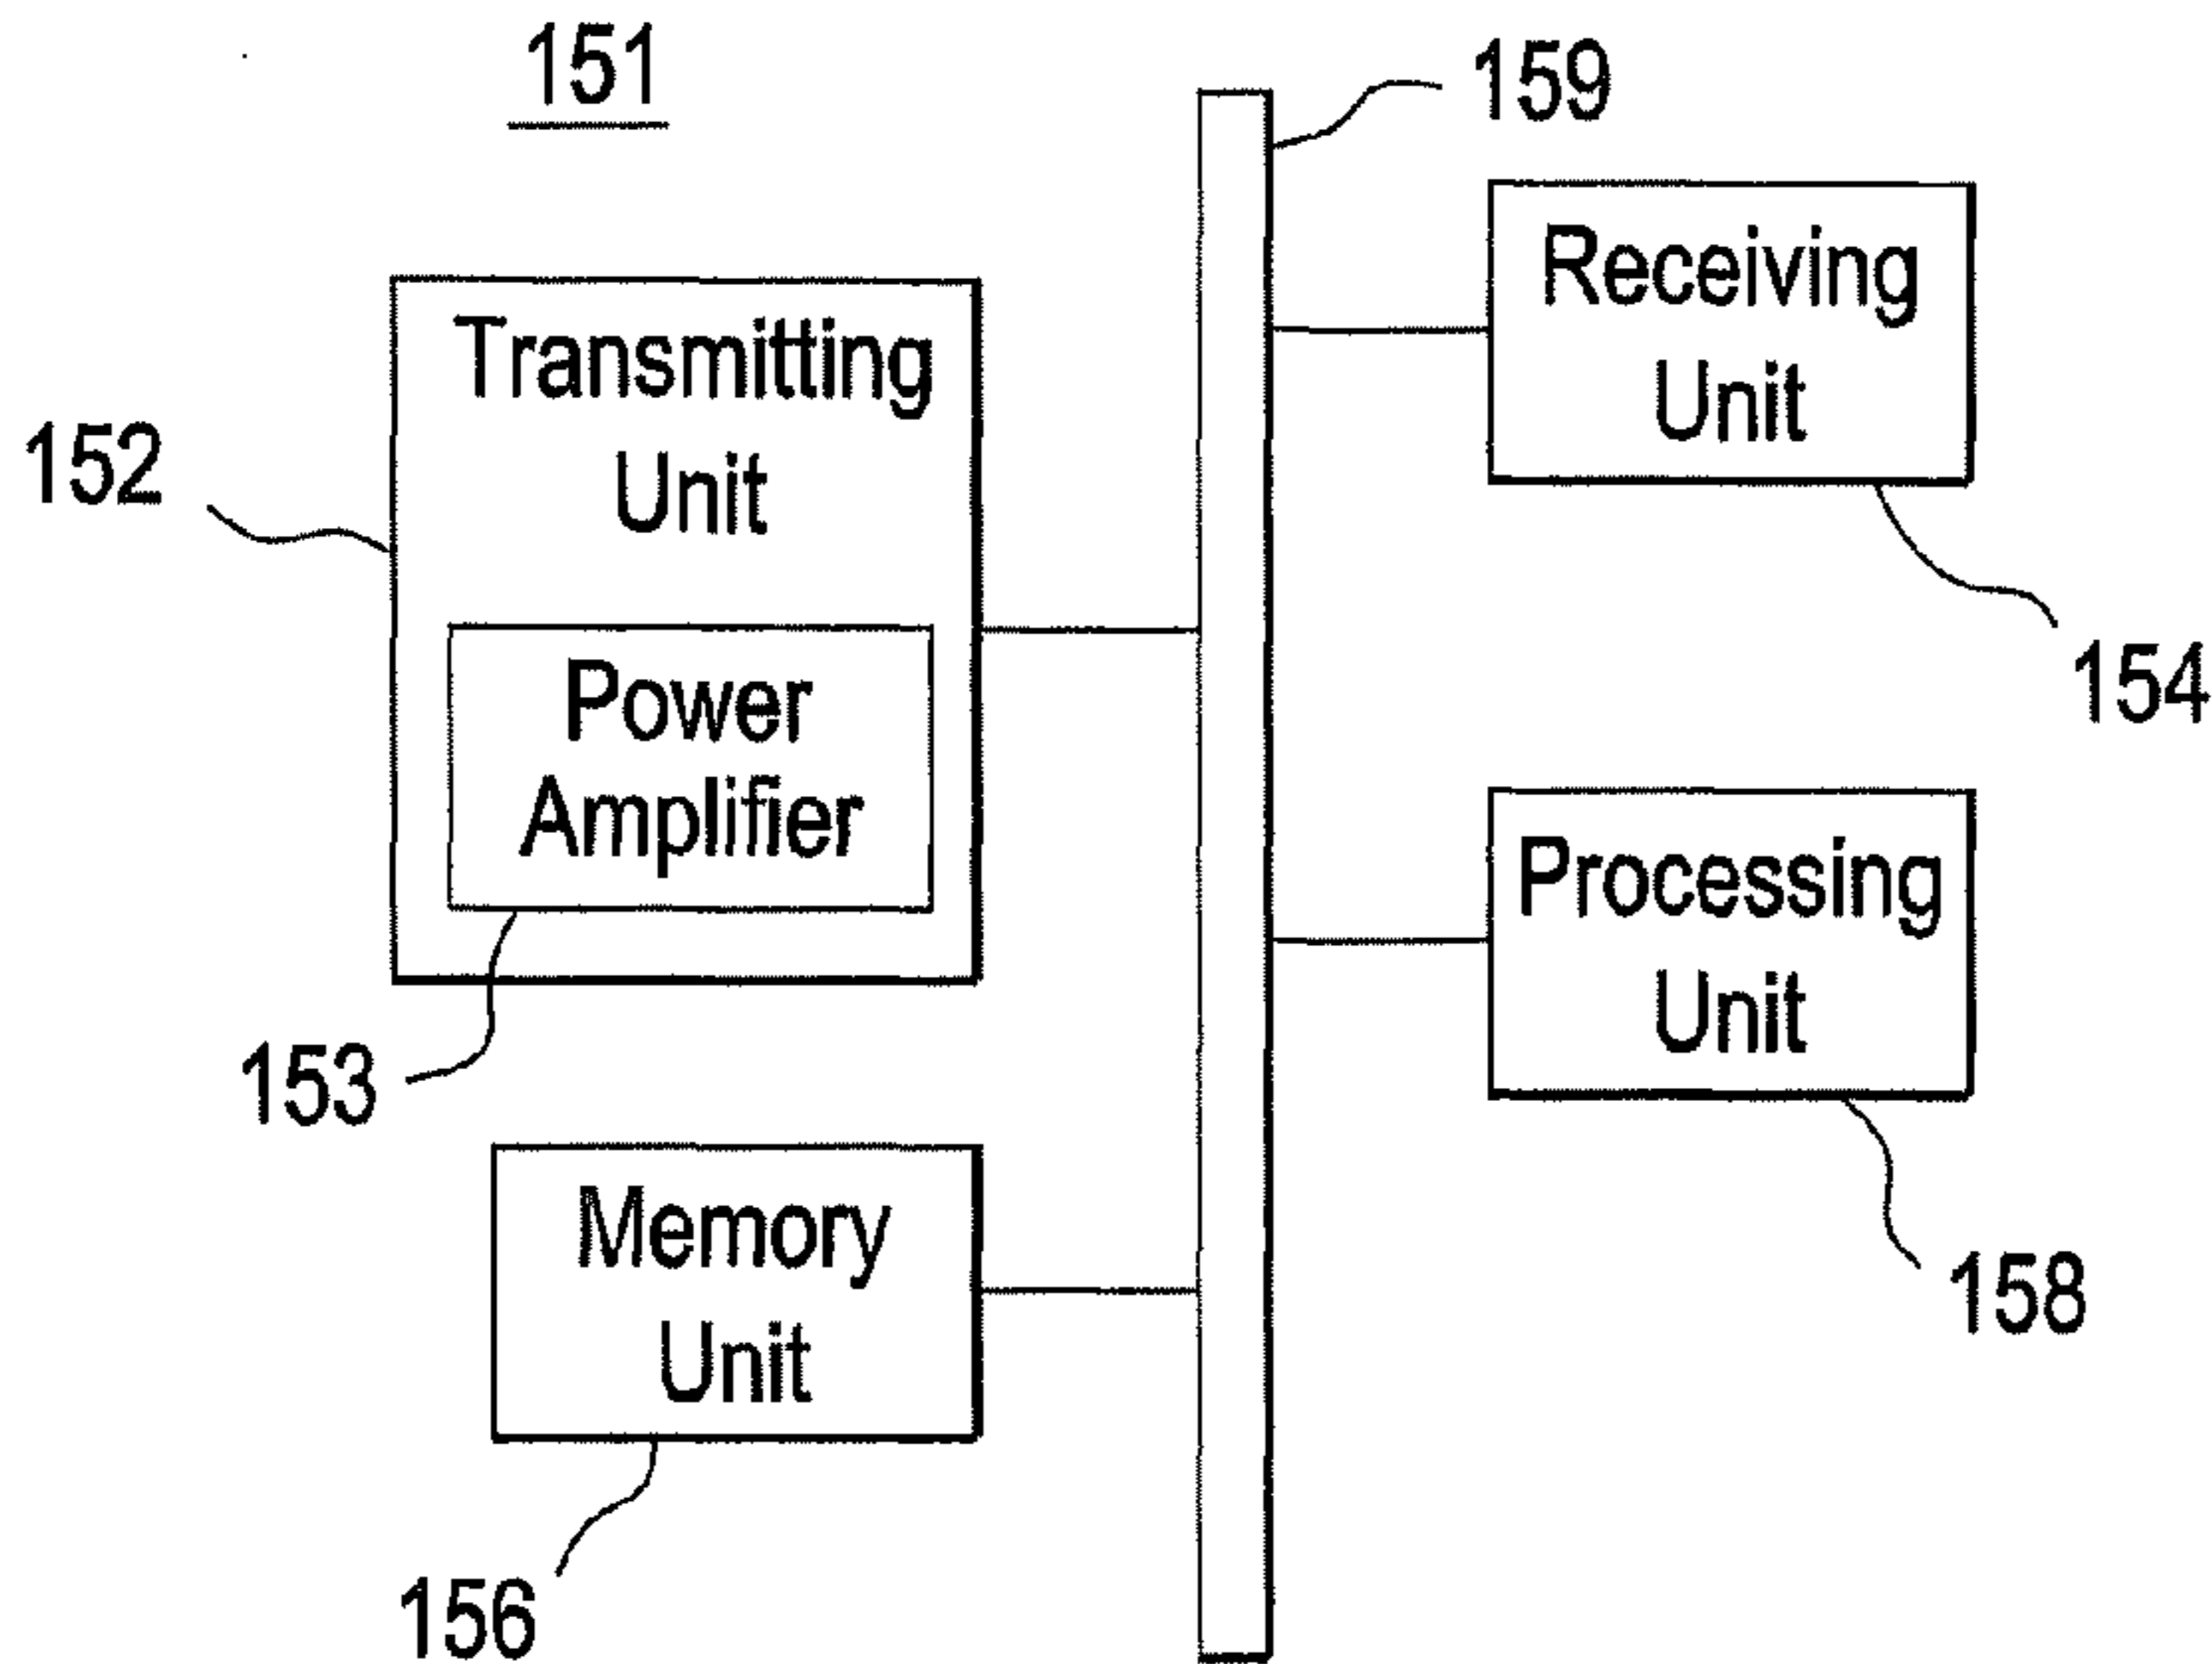 151
159
Receiving
Unit
154
Transmitting
Unit
152
Power
Amplifier
153
Processing
Unit
158
Memory
Unit
156